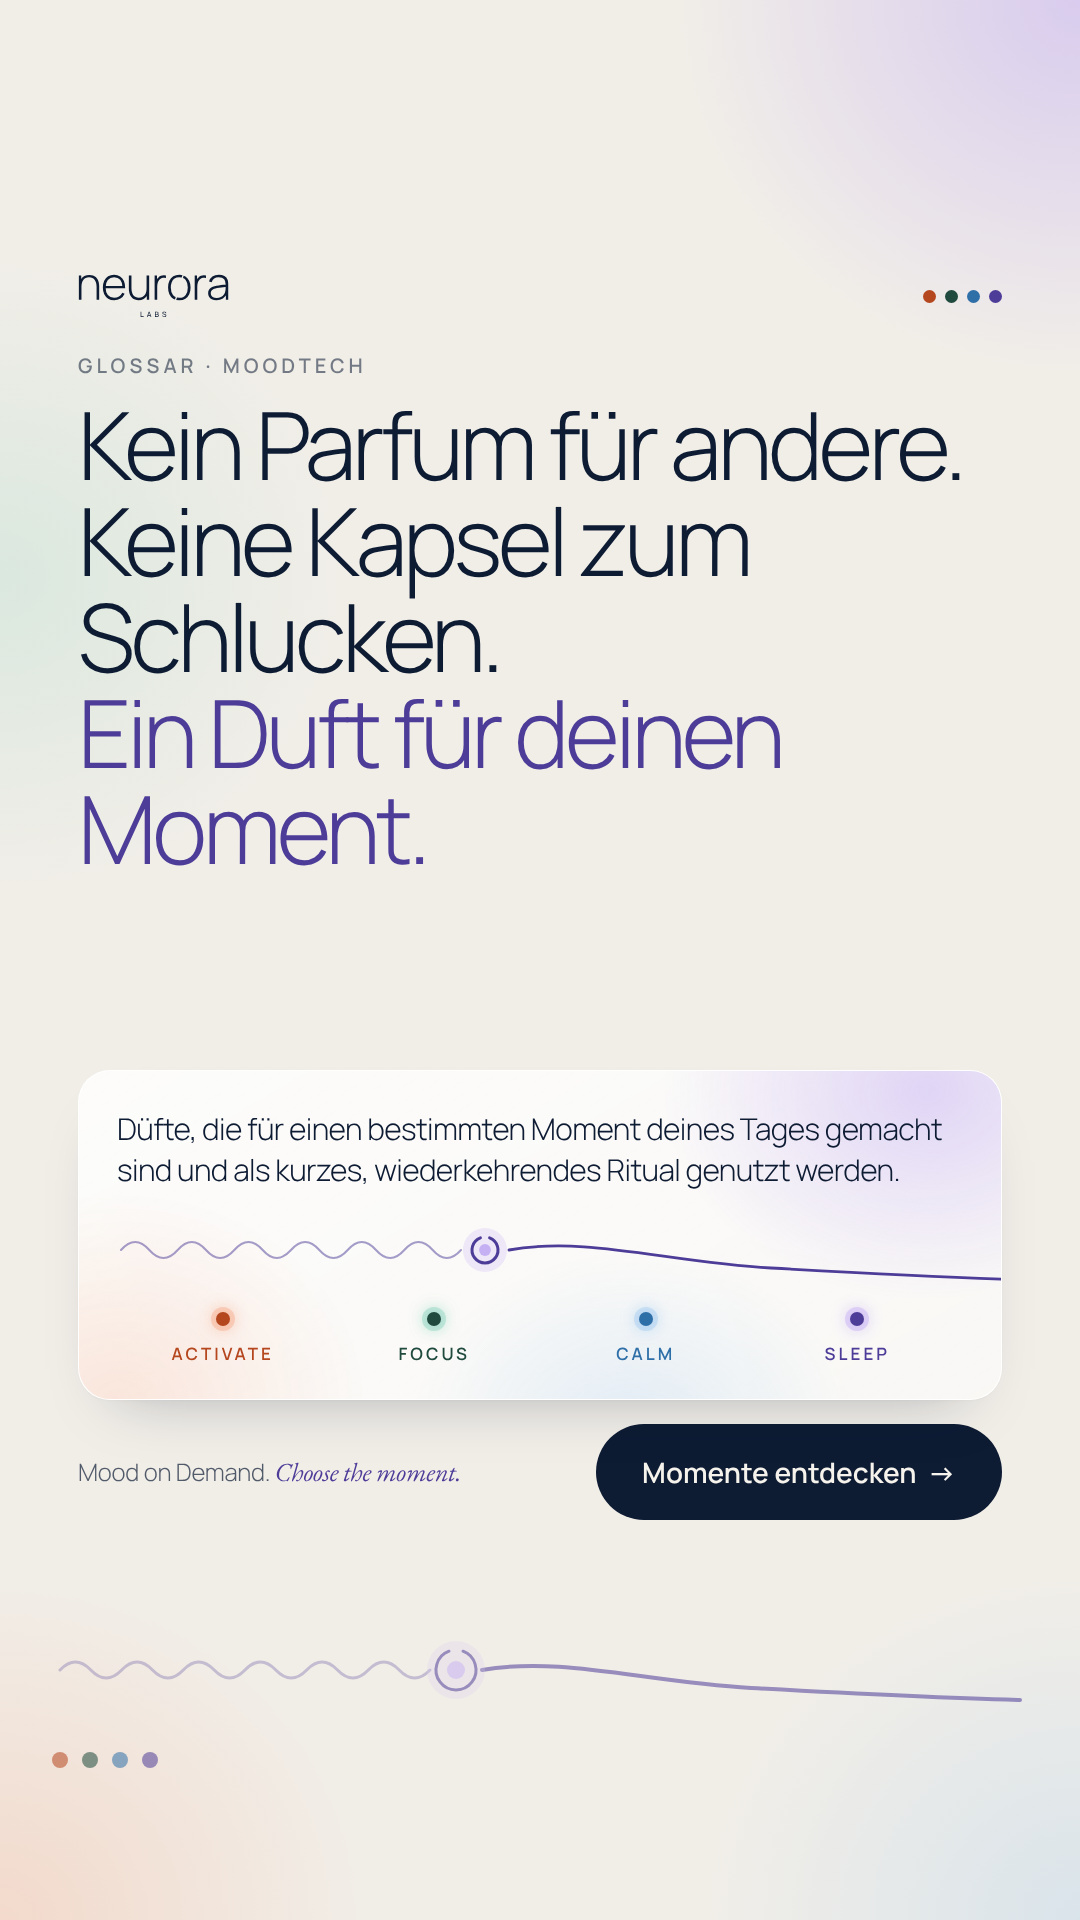 neurora
LABS
GLOSSAR · MOODTECH
Kein Parfum für andere.
Keine Kapsel zum
Schlucken.
Ein Duft für deinen
Moment.
Düfte, die für einen bestimmten Moment deines Tages gemacht
sind und als kurzes, wiederkehrendes Ritual genutzt werden.
ACTIVATE FOCUS CALM SLEEP
Mood on Demand. Choose the moment.
Momente entdecken →